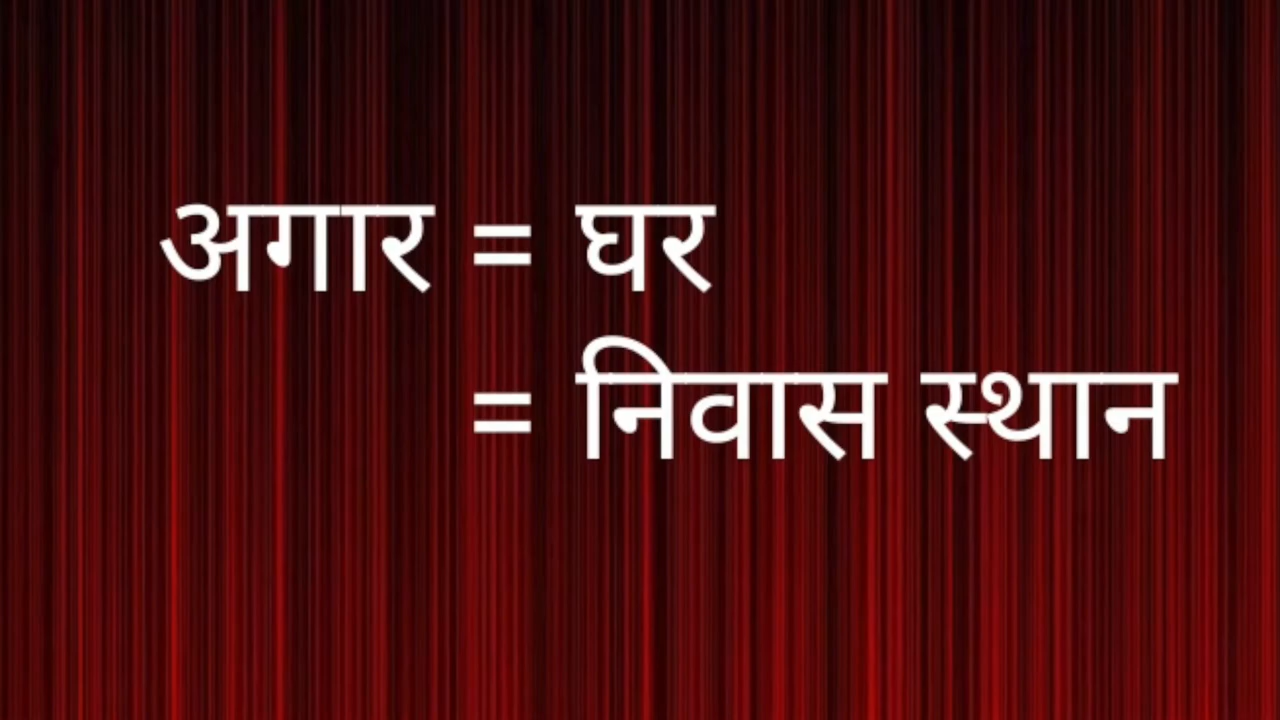 अगार = घर
= निवास स्थान